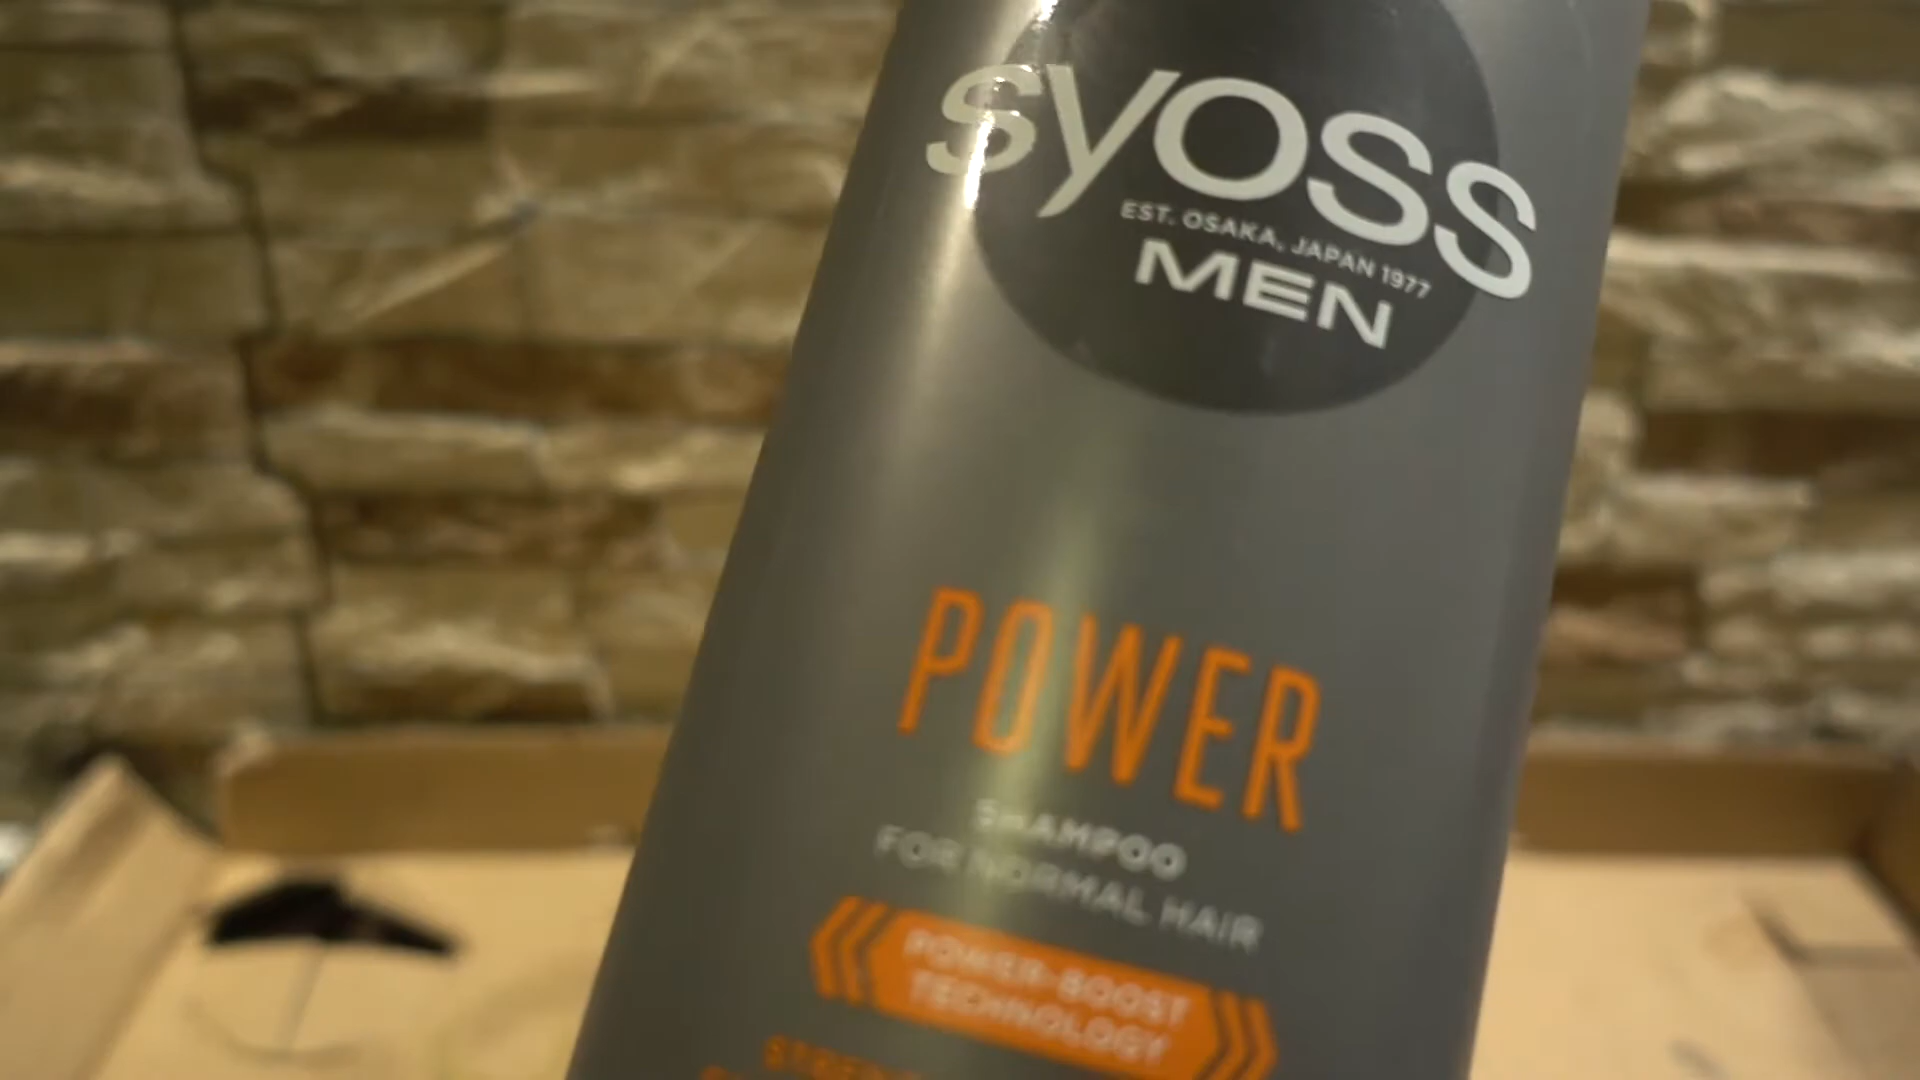 syoss
EST. OSAKA, JAPAN 1977
MEN
POWER
SHAMPOO
FOR NORMAL HAIR
POWER-BOOST
TECHNOLOGY